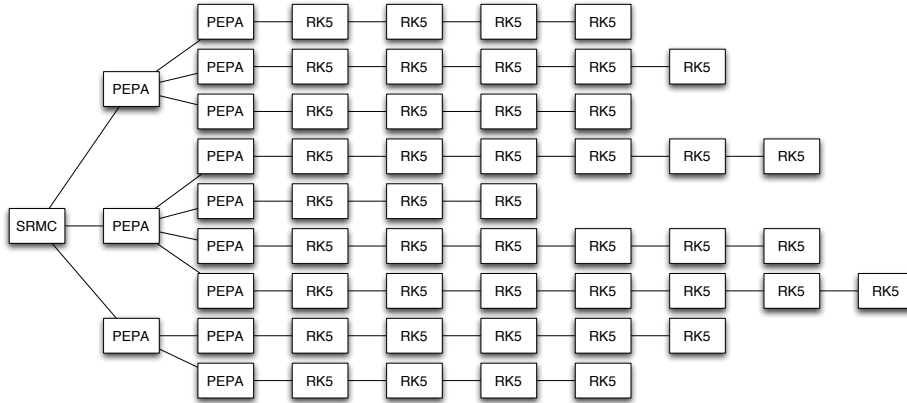 PEPA RK5 RK5 RK5 RK5
PEPA RK5 RK5 RK5 RK5 RK5
PEPA
PEPA RK5 RK5 RK5 RK5
PEPA RK5 RK5 RK5 RK5 RK5 RK5
PEPA RK5 RK5 RK5
SRMC PEPA
PEPA RK5 RK5 RK5 RK5 RK5 RK5
PEPA RK5 RK5 RK5 RK5 RK5 RK5 RK5
PEPA PEPA RK5 RK5 RK5 RK5 RK5
PEPA RK5 RK5 RK5 RK5